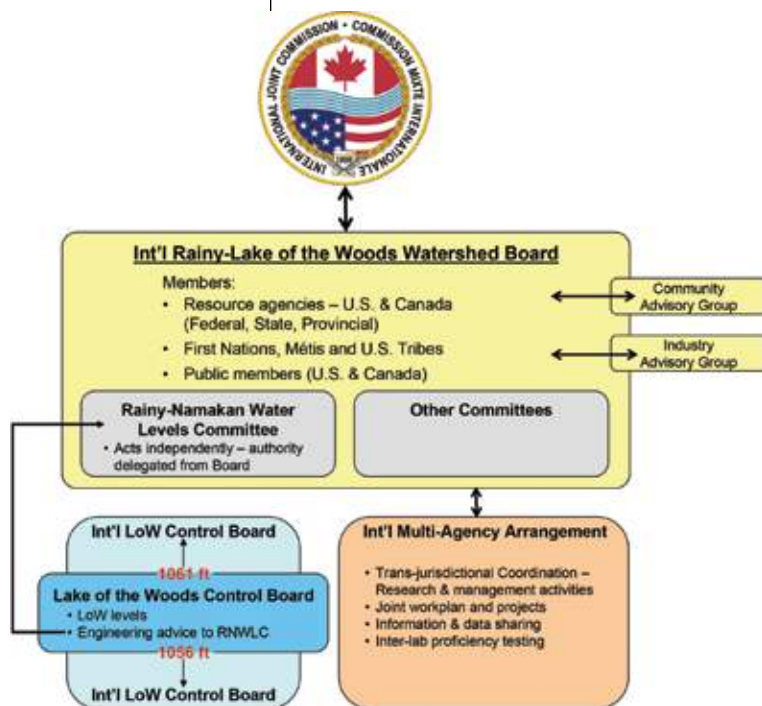 INTERNATIONAL JOINT COMMISSION • COMMISSION MIXTE INTERNATIONALE
Int'l Rainy-Lake of the Woods Watershed Board
Members:
• Resource agencies – U.S. & Canada
(Federal, State, Provincial)
• First Nations, Métis and U.S. Tribes
• Public members (U.S. & Canada)
Community
Advisory Group
Industry
Advisory Group
Rainy-Namakan Water
Levels Committee
• Acts independently – authority
delegated from Board
Other Committees
Int'l LoW Control Board
1061 ft
Lake of the Woods Control Board
• LoW levels
• Engineering advice to RNWLC
1056 ft
Int'l LoW Control Board
Int'l Multi-Agency Arrangement
• Trans-jurisdictional Coordination –
Research & management activities
• Joint workplan and projects
• Information & data sharing
• Inter-lab proficiency testing